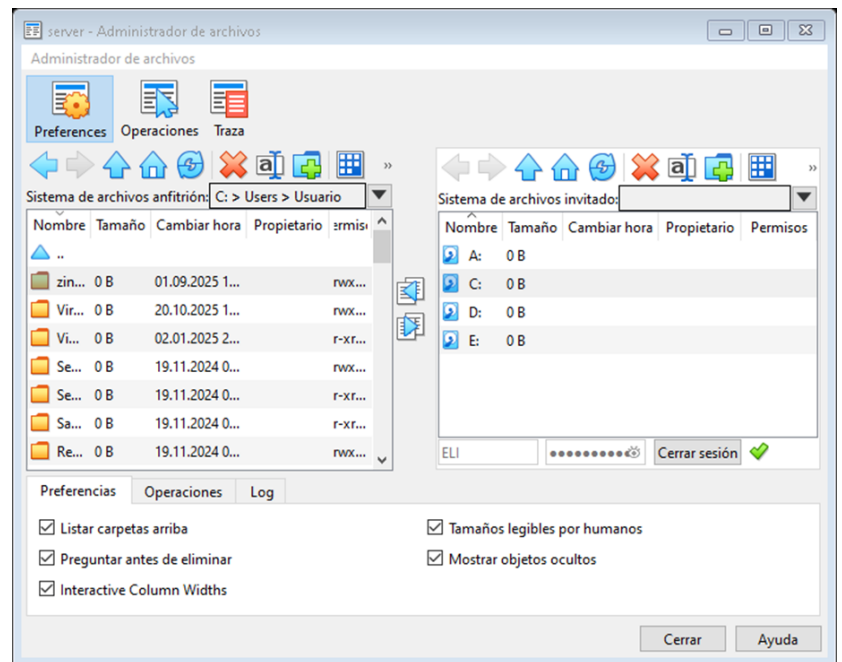 server - Administrador de archivos
Administrador de archivos
Preferences Operaciones Traza
»
»
Sistema de archivos anfitrión: C: > Users > Usuario
Nombre Tamaño Cambiar hora Propietario ermis
..
zin... 0 B 01.09.2025 1... rwx...
Vir... 0 B 20.10.2025 1... rwx...
Vi... 0 B 02.01.2025 2... r-xr...
Se... 0 B 19.11.2024 0... rwx...
Se... 0 B 19.11.2024 0... r-xr...
Sa... 0 B 19.11.2024 0... r-xr...
Re... 0 B 19.11.2024 0... rwx...
Sistema de archivos invitado:
Nombre Tamaño Cambiar hora Propietario Permisos
A: 0 B
C: 0 B
D: 0 B
E: 0 B
ELI ●●●●●●●●●● Cerrar sesión
Preferencias Operaciones Log
Listar carpetas arriba
Preguntar antes de eliminar
Interactive Column Widths
Tamaños legibles por humanos
Mostrar objetos ocultos
Cerrar Ayuda